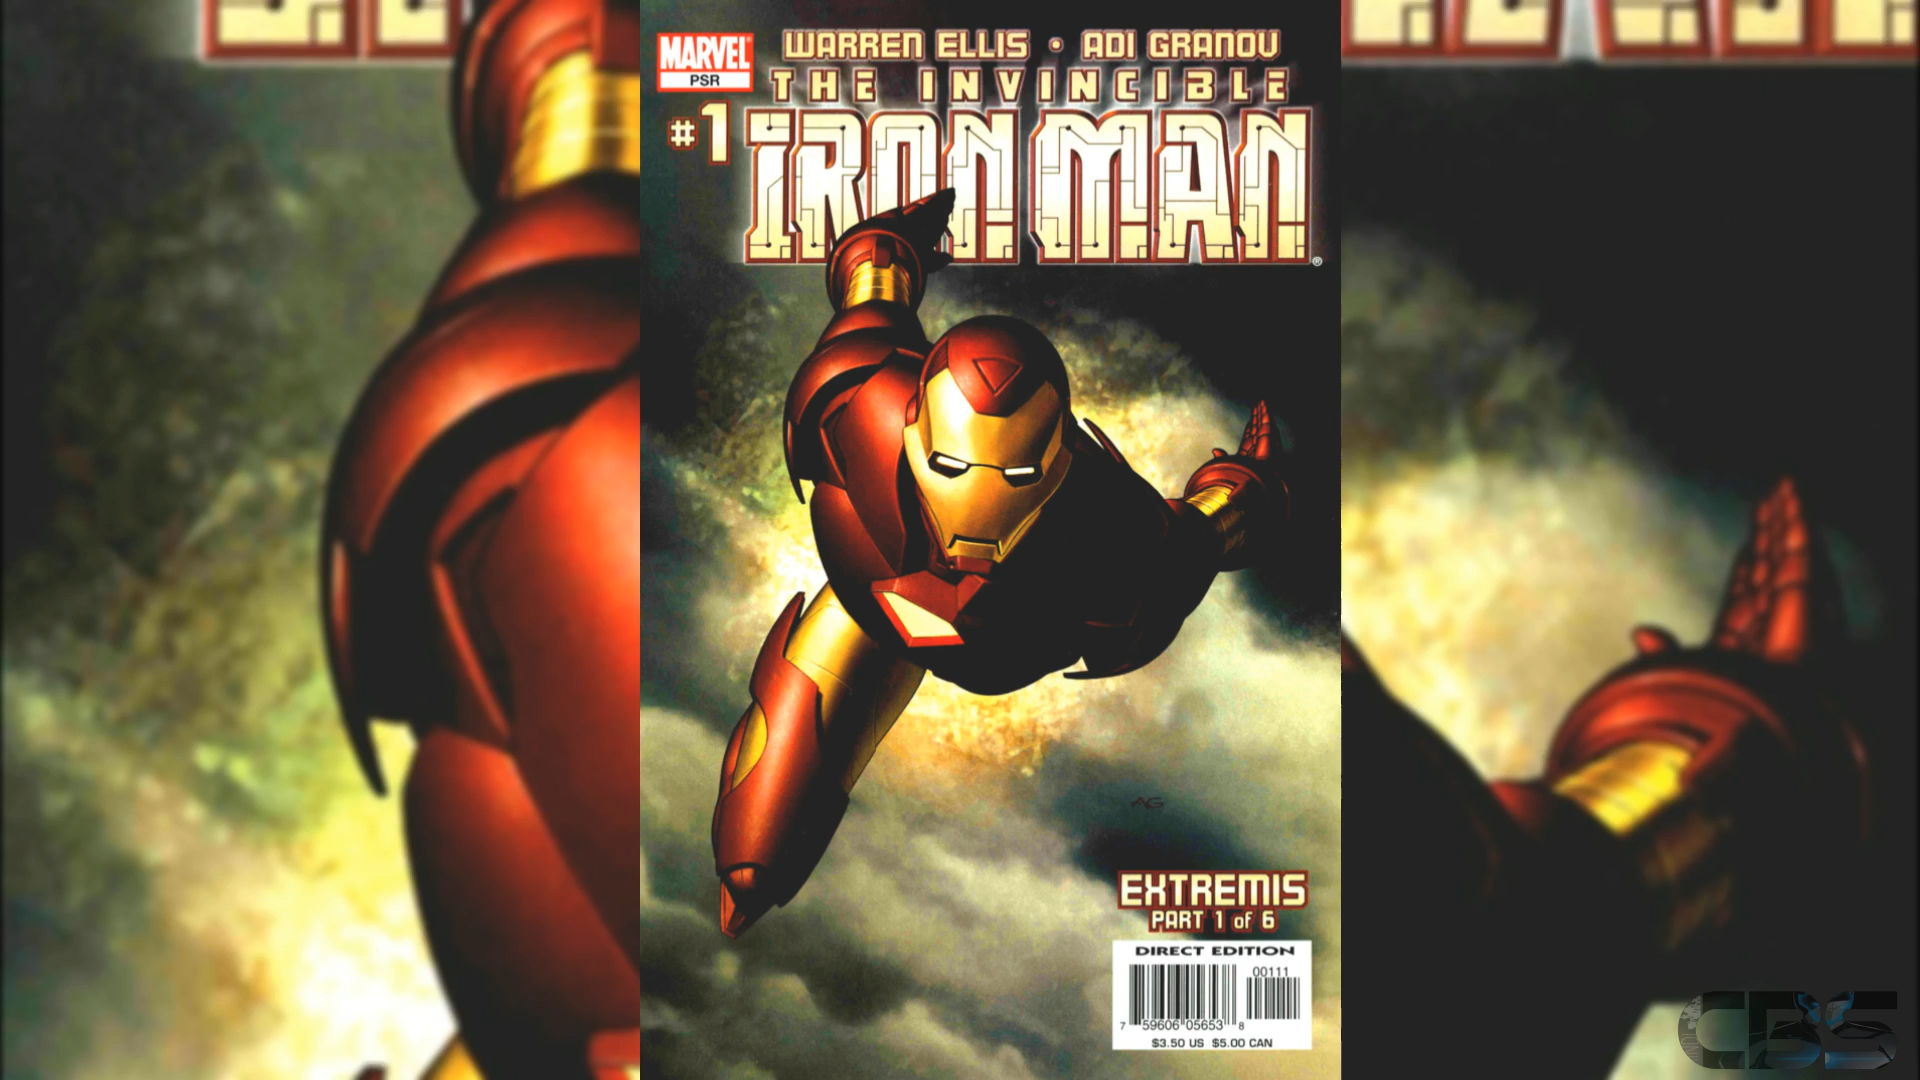 WARREN ELLIS • ADI GRANOV
MARVEL
PSR
THE INVINCIBLE
#1
IRON MAN
®
AG
EXTREMIS
PART 1 of 6
DIRECT EDITION
00111
7 59606 05653 8
$3.50 US $5.00 CAN
CBS